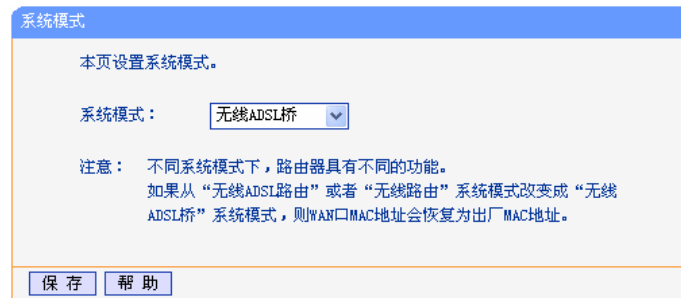 系统模式
本页设置系统模式。
系统模式： 无线ADSL桥
注意： 不同系统模式下，路由器具有不同的功能。
如果从“无线ADSL路由”或者“无线路由”系统模式改变成“无线
ADSL桥”系统模式，则WAN口MAC地址会恢复为出厂MAC地址。
保 存 帮 助